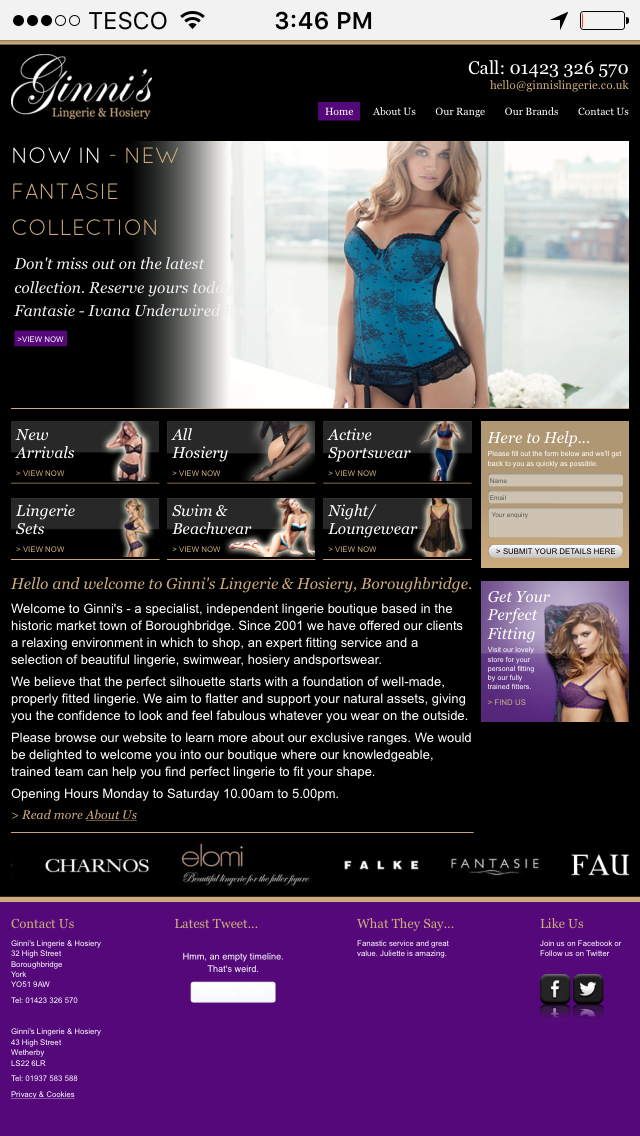 TESCO 3:46 PM
Ginni's
Lingerie & Hosiery
Call: 01423 326 570
hello@ginnislingerie.co.uk
Home About Us Our Range Our Brands Contact Us
NOW IN - NEW
FANTASIE
COLLECTION
Don't miss out on the latest
collection. Reserve yours today
Fantasie - Ivana Underwired
>VIEW NOW
New
Arrivals
> VIEW NOW
All
Hosiery
> VIEW NOW
Active
Sportswear
> VIEW NOW
Lingerie
Sets
> VIEW NOW
Swim &
Beachwear
> VIEW NOW
Night/
Loungewear
> VIEW NOW
Here to Help...
Please fill out the form below and we'll get
back to you as quickly as possible.
Name
Email
Your enquiry
> SUBMIT YOUR DETAILS HERE
Get Your
Perfect
Fitting
Visit our lovely
store for your
personal fitting
by our fully
trained fitters.
> FIND US
Hello and welcome to Ginni's Lingerie & Hosiery, Boroughbridge.
Welcome to Ginni's - a specialist, independent lingerie boutique based in the
historic market town of Boroughbridge. Since 2001 we have offered our clients
a relaxing environment in which to shop, an expert fitting service and a
selection of beautiful lingerie, swimwear, hosiery andsportswear.
We believe that the perfect silhouette starts with a foundation of well-made,
properly fitted lingerie. We aim to flatter and support your natural assets, giving
you the confidence to look and feel fabulous whatever you wear on the outside.
Please browse our website to learn more about our exclusive ranges. We would
be delighted to welcome you into our boutique where our knowledgeable,
trained team can help you find perfect lingerie to fit your shape.
Opening Hours Monday to Saturday 10.00am to 5.00pm.
> Read more About Us
CHARNOS
elomi
Beautiful lingerie for the fuller figure
FALKE
FANTASIE
FAU
Contact Us
Ginni's Lingerie & Hosiery
32 High Street
Boroughbridge
York
YO51 9AW
Tel: 01423 326 570
Ginni's Lingerie & Hosiery
43 High Street
Wetherby
LS22 6LR
Tel: 01937 583 588
Privacy & Cookies
Latest Tweet...
Hmm, an empty timeline.
That's weird.
What They Say...
Fanastic service and great
value. Juliette is amazing.
Like Us
Join us on Facebook or
Follow us on Twitter